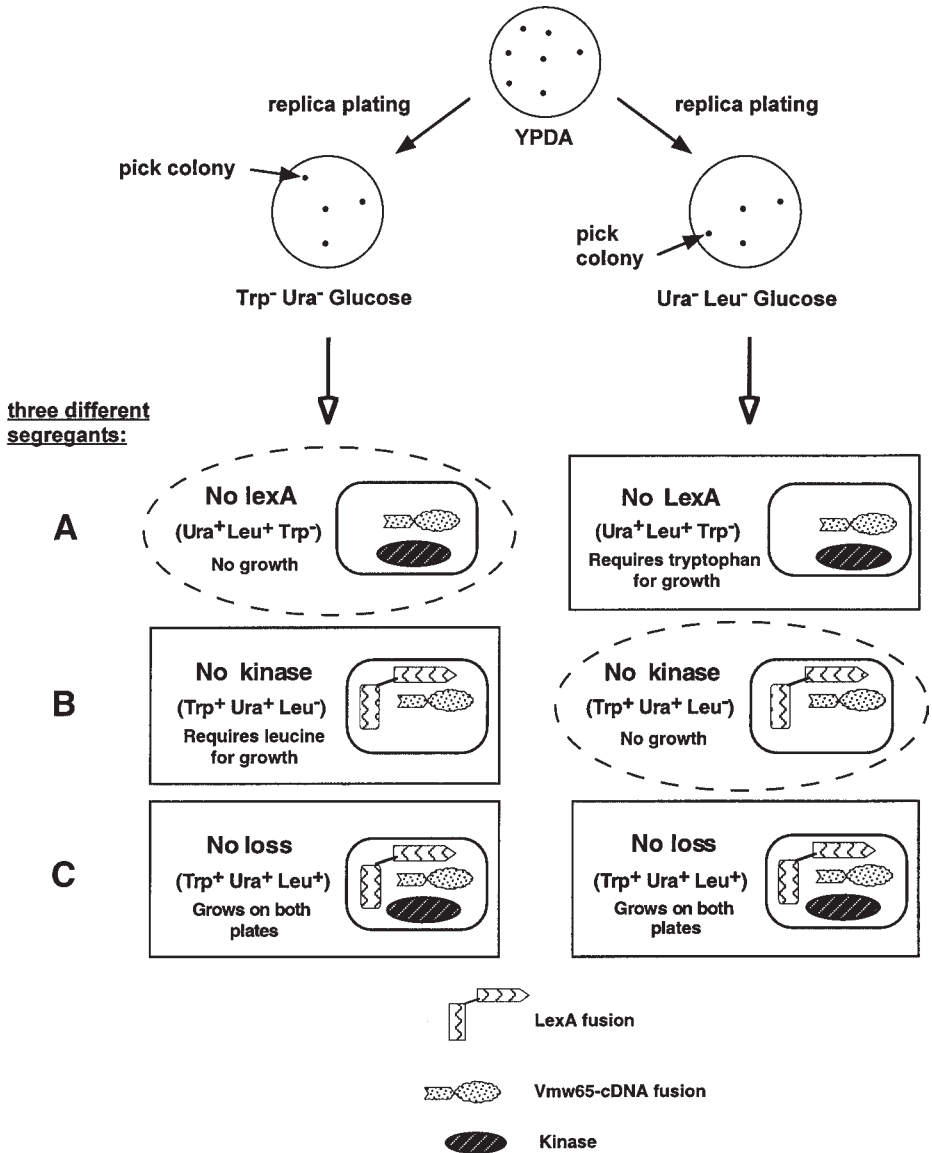 replica plating
replica plating
YPDA
pick colony
pick
colony
Trp- Ura- Glucose
Ura- Leu- Glucose
three different
segregants:
A
No lexA
(Ura+ Leu+ Trp-)
No growth
No LexA
(Ura+ Leu+ Trp-)
Requires tryptophan
for growth
B
No kinase
(Trp+ Ura+ Leu-)
Requires leucine
for growth
No kinase
(Trp+ Ura+ Leu-)
No growth
C
No loss
(Trp+ Ura+ Leu+)
Grows on both
plates
No loss
(Trp+ Ura+ Leu+)
Grows on both
plates
LexA fusion
Vmw65-cDNA fusion
Kinase